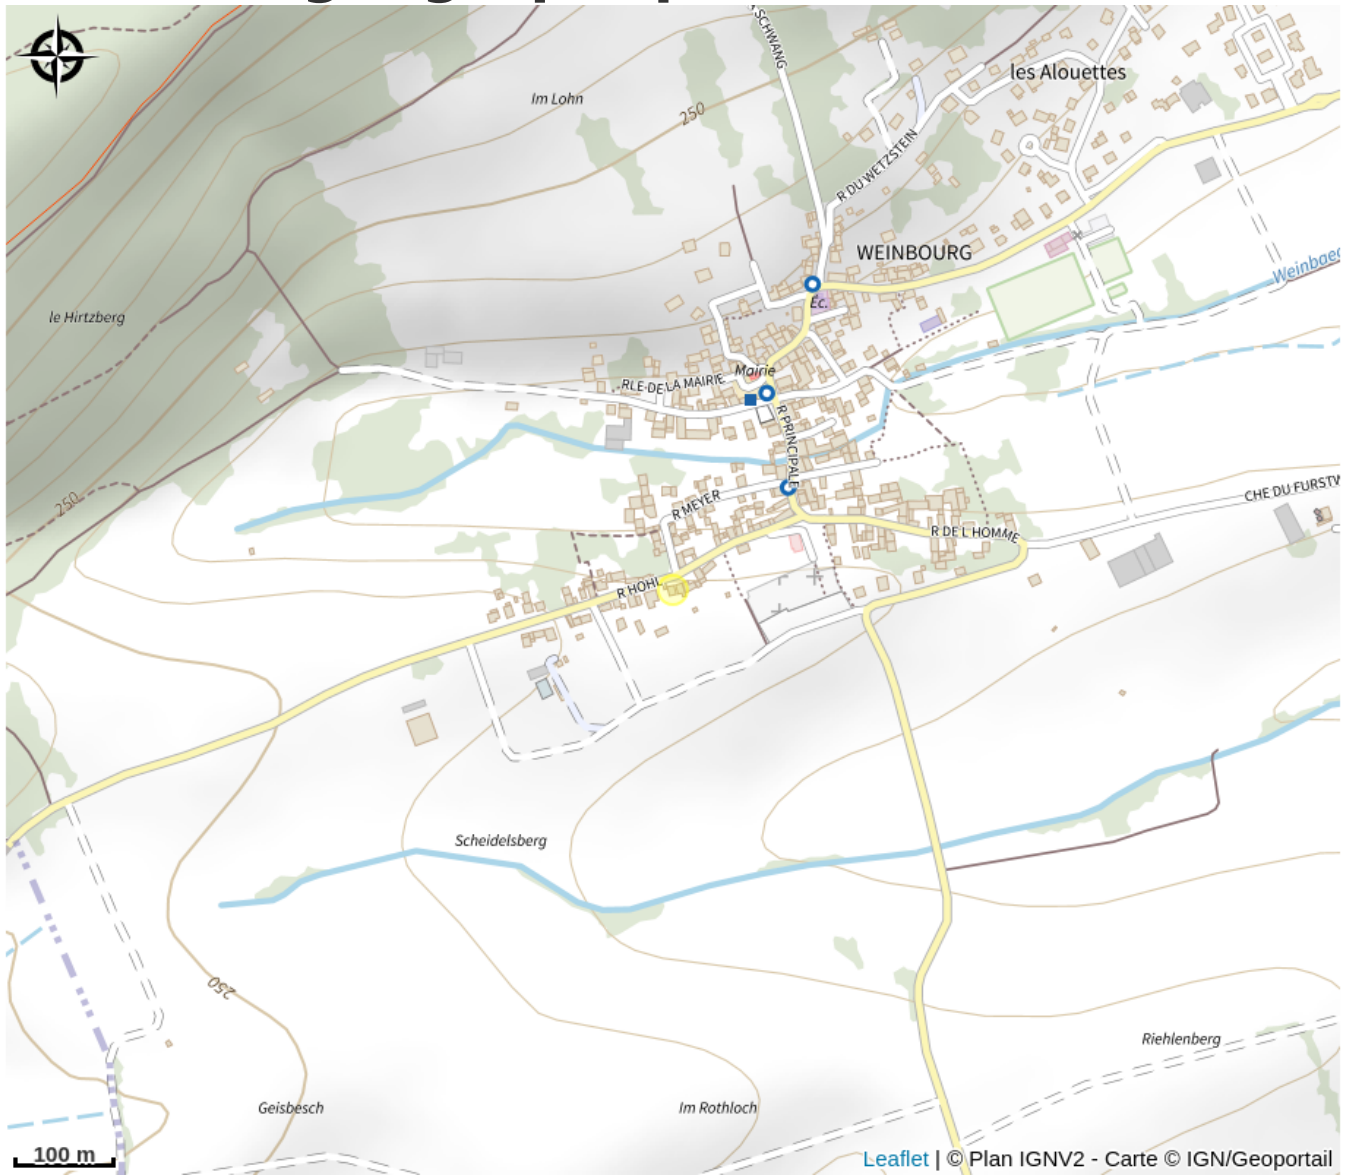 SCHWANG
les Alouettes
Im Lohn
250
R DU WETZSTEIN
WEINBOURG
Weinbaec
le Hirtzberg
Éc.
Mairie
RLE DE LA MAIRIE
R PRINCIPALE
250
R MEYER
CHE DU FURSTW
R DE L HOMME
R HOHL
Scheidelsberg
250
Riehlenberg
Geisbesch
Im Rothloch
100 m
Leaflet | © Plan IGNV2 - Carte © IGN/Geoportail